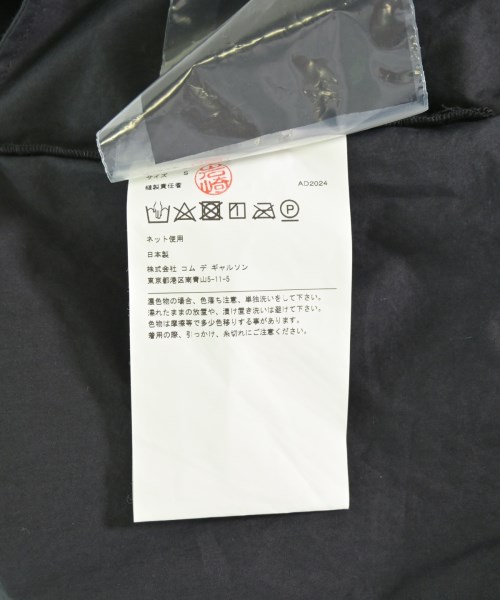 サイズ S
縫製責任者 岩崎 AD2024
ネット使用
日本製
株式会社 コム デ ギャルソン
東京都港区南青山5-11-5
濃色物の場合、色落ち注意、単独洗いをして下さい。
濡れたままの放置や、漬け置き洗いは避けて下さい。
色物は摩擦等で多少色移りする事があります。
着用の際、引っかけ、糸切れにご注意下さい。